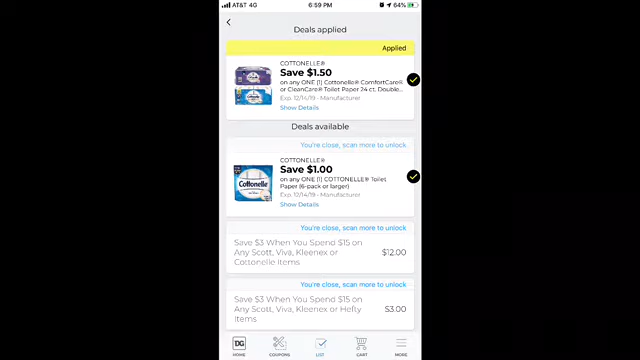 AT&T 4G 6:59 PM 64%
Deals applied
Applied
COTTONELLE®
Save $1.50
on any ONE (1) Cottonelle® ComfortCare®
or CleanCare® Toilet Paper 24 ct. Double...
Exp. 12/14/19 - Manufacturer
Show Details
Deals available
You're close, scan more to unlock
COTTONELLE®
Save $1.00
on any ONE (1) COTTONELLE® Toilet
Paper (6-pack or larger)
Exp. 12/14/19 - Manufacturer
Show Details
Cottonelle
You're close, scan more to unlock
Save $3 When You Spend $15 on
Any Scott, Viva, Kleenex or
Cottonelle Items
$12.00
You're close, scan more to unlock
Save $3 When You Spend $15 on
Any Scott, Viva, Kleenex or Hefty
Items
$3.00
DG
HOME COUPONS LIST CART MORE